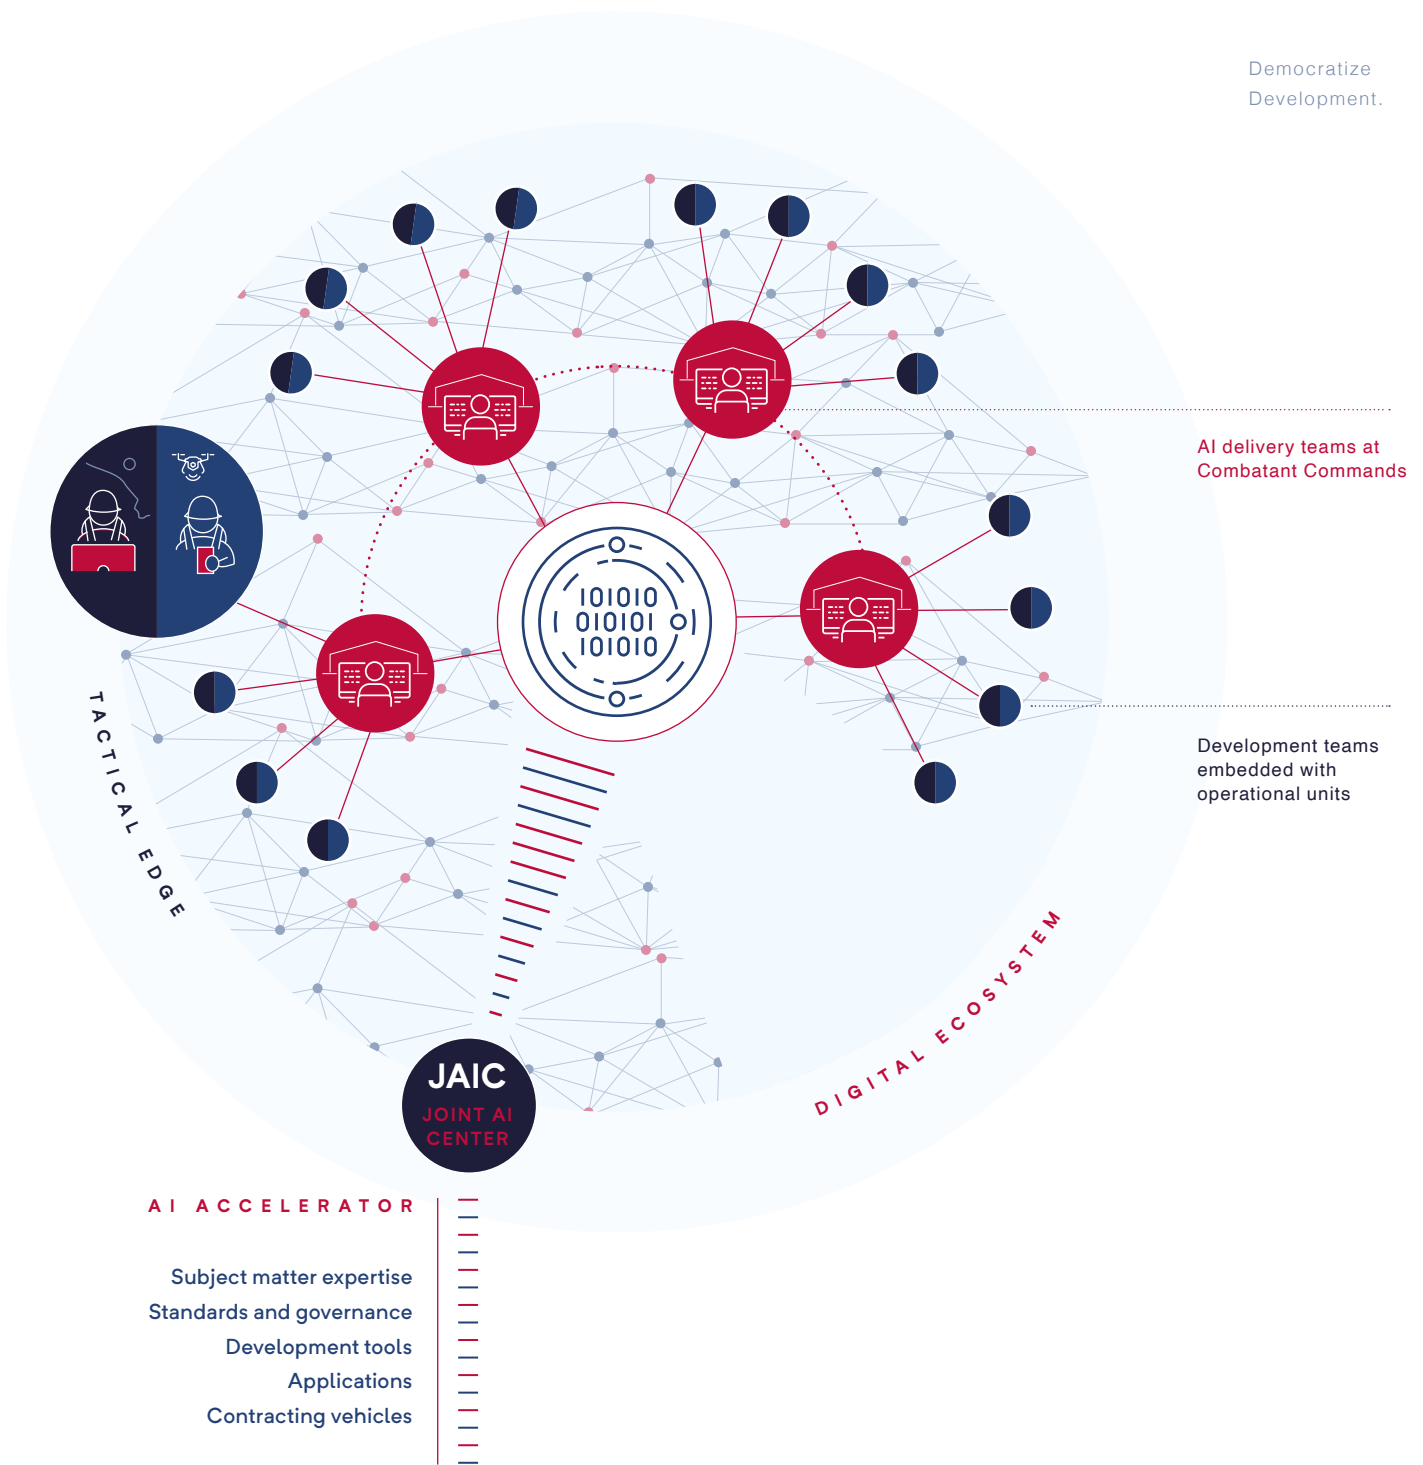 Democratize
Development.
AI delivery teams at
Combatant Commands
101010
010101
101010
Development teams
embedded with
operational units
TACTICAL EDGE
DIGITAL ECOSYSTEM
JAIC
JOINT AI
CENTER
AI ACCELERATOR
Subject matter expertise
Standards and governance
Development tools
Applications
Contracting vehicles